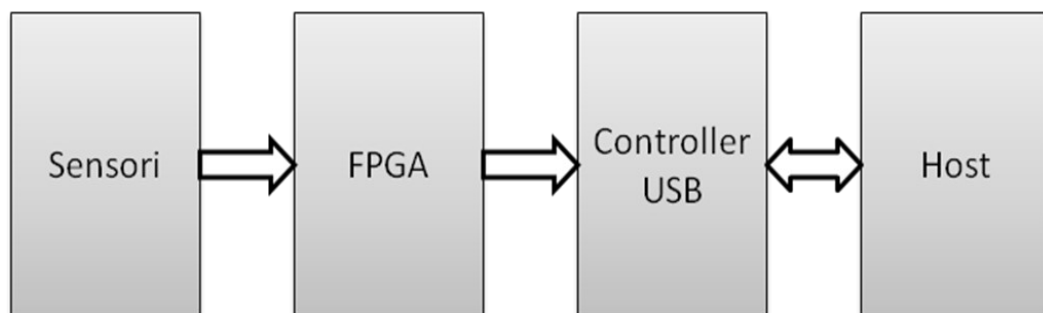 Sensori
FPGA
Controller
USB
Host